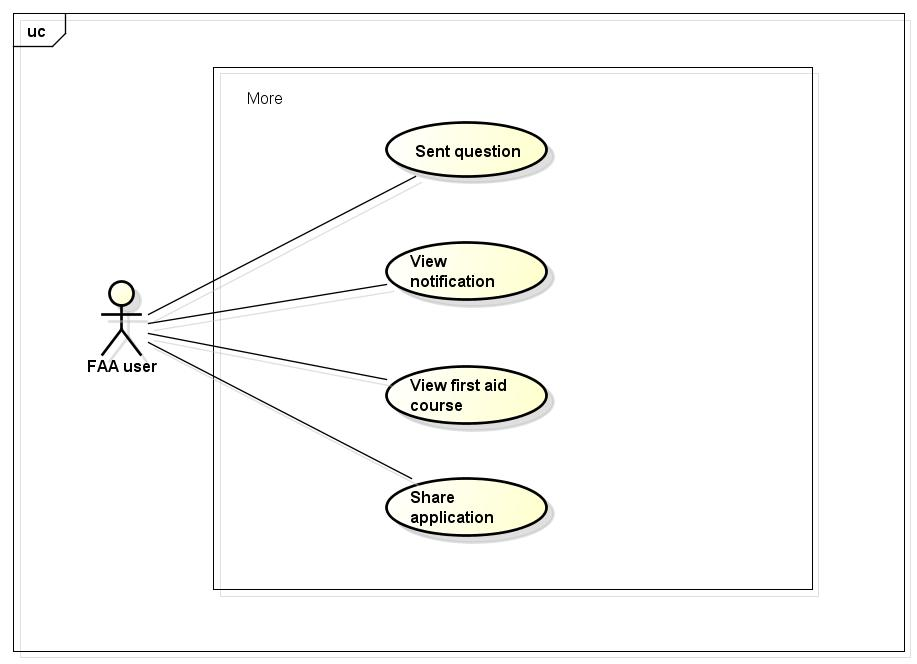 uc
More
Sent question
View
notification
FAA user
View first aid
course
Share
application